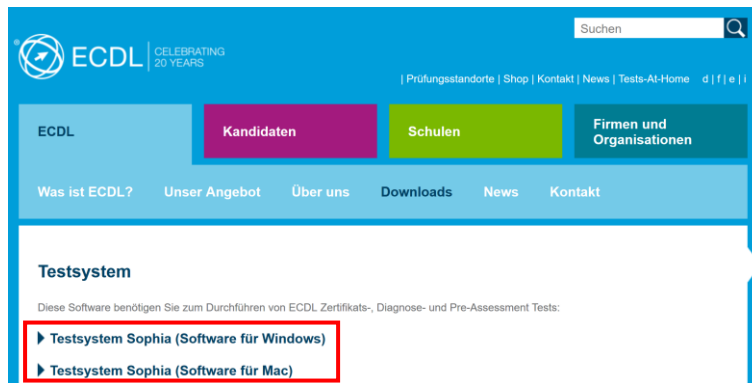 Suchen
® ECDL CELEBRATING
20 YEARS
| Prüfungsstandorte | Shop | Kontakt | News | Tests-At-Home d | f | e | i
ECDL Kandidaten Schulen Firmen und
Organisationen
Was ist ECDL? Unser Angebot Über uns Downloads News Kontakt
Testsystem
Diese Software benötigen Sie zum Durchführen von ECDL Zertifikats-, Diagnose- und Pre-Assessment Tests:
Testsystem Sophia (Software für Windows)
Testsystem Sophia (Software für Mac)